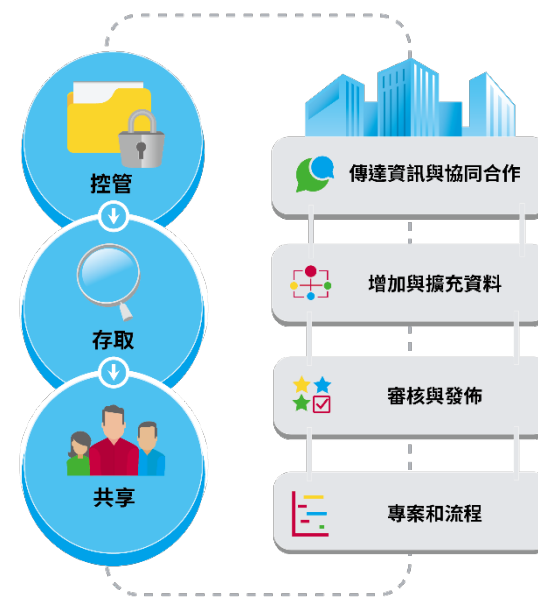 控管
存取
共享
傳達資訊與協同合作
增加與擴充資料
審核與發佈
專案和流程